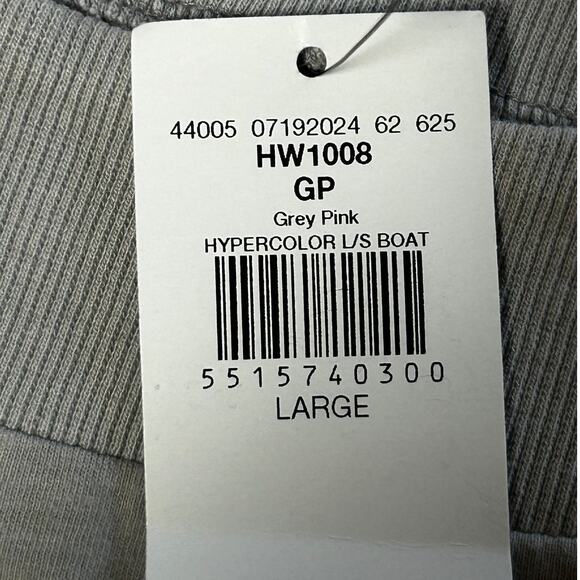 44005 07192024 62 625
HW1008
GP
Grey Pink
HYPERCOLOR L/S BOAT
5515740300
LARGE